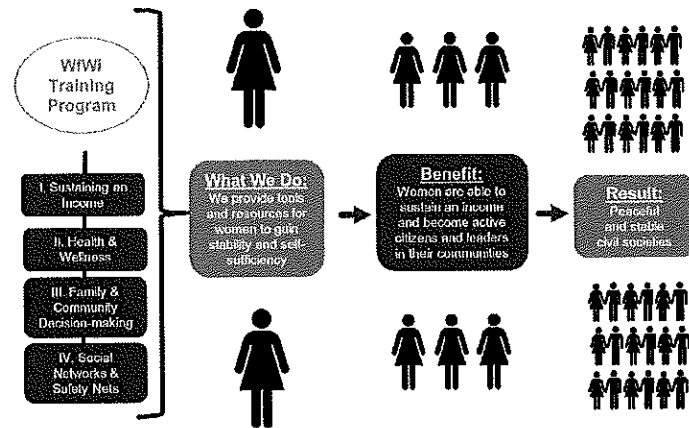 WfWI
Training
Program
I. Sustaining an
Income
II. Health &
Wellness
III. Family &
Community
Decision-making
IV. Social
Networks &
Safety Nets
What We Do:
We provide tools
and resources for
women to gain
stability and self-
sufficiency
Benefit:
Women are able to
sustain an income
and become active
citizens and leaders
in their communities
Result:
Peaceful
and stable
civil societies